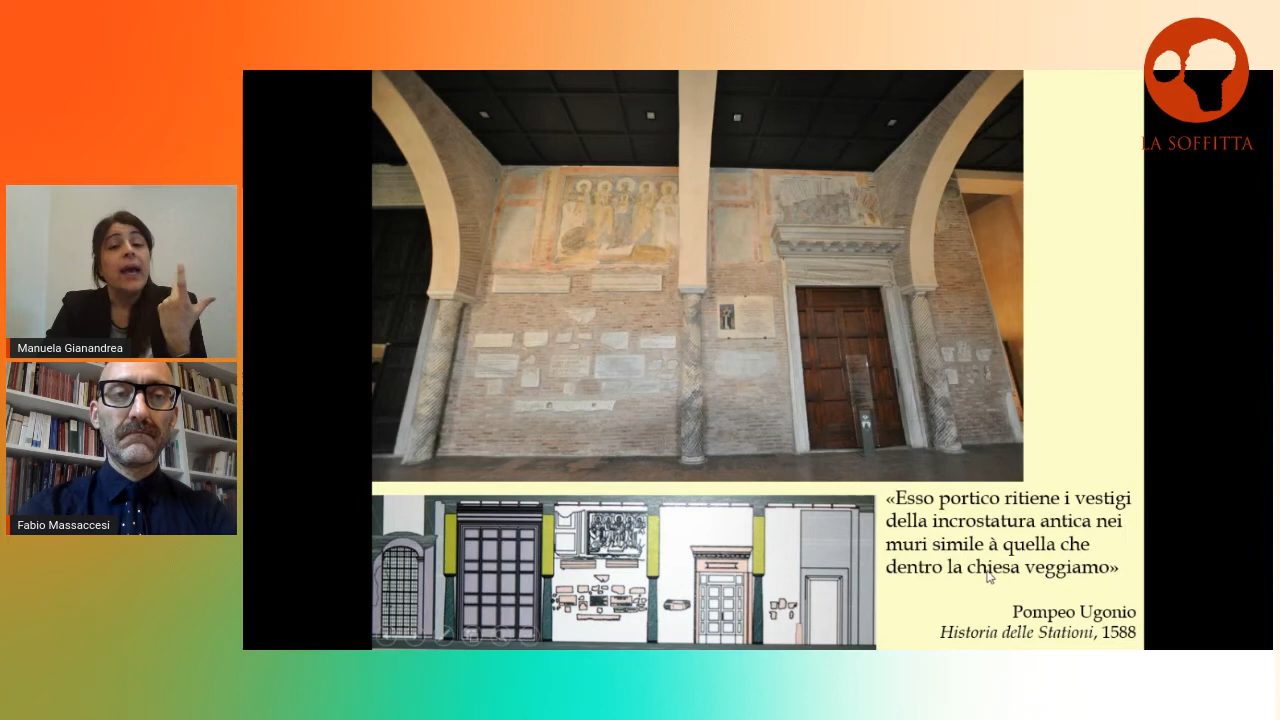 LA SOFFITTA
Manuela Gianandrea
Fabio Massaccesi
«Esso portico ritiene i vestigi
della incrostatura antica nei
muri simile à quella che
dentro la chiesa veggiamo»
Pompeo Ugonio
Historia delle Stationi, 1588